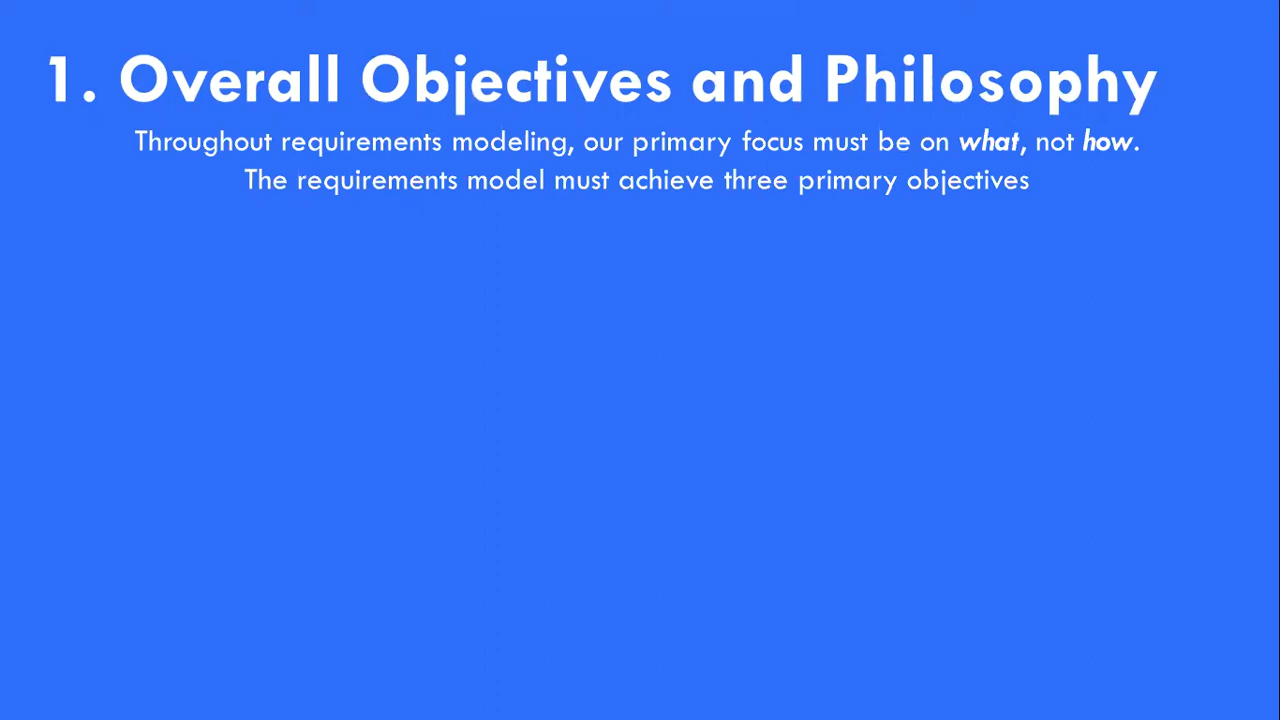 1. Overall Objectives and Philosophy
Throughout requirements modeling, our primary focus must be on what, not how.
The requirements model must achieve three primary objectives